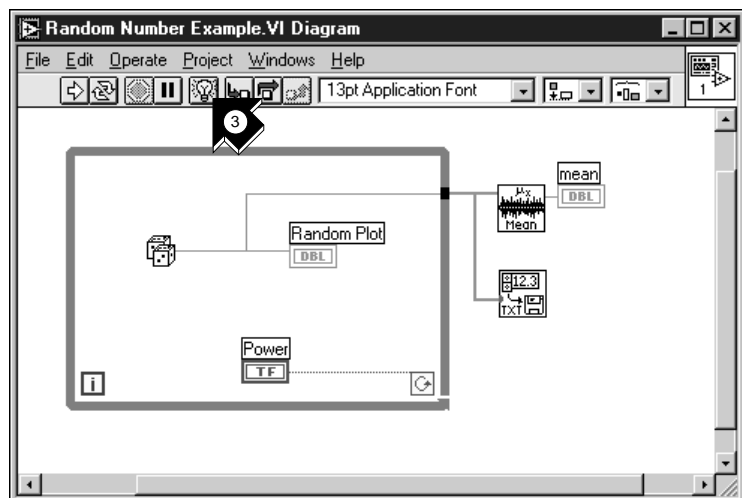 Random Number Example.VI Diagram
File Edit Operate Project Windows Help
13pt Application Font
1
3
mean
μx
DBL
Mean
Random Plot
DBL
12.3
TXT
Power
TF
i